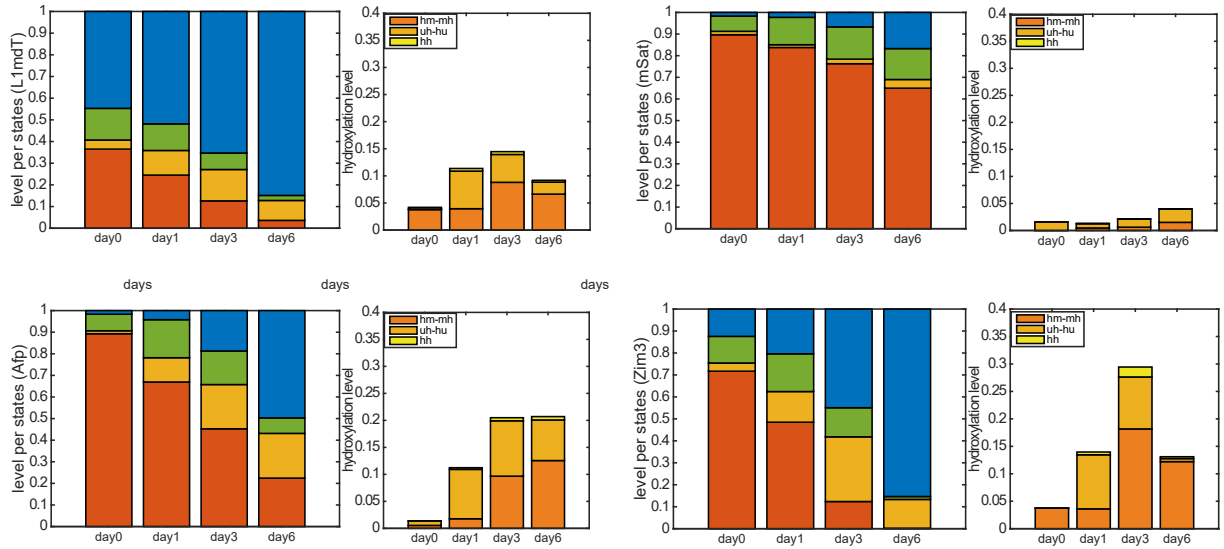 level per states (L1mdT)
1
0.9
0.8
0.7
0.6
0.5
0.4
0.3
0.2
0.1
0
day0 day1 day3 day6
hydroxylation level
0.4
0.35
0.3
0.25
0.2
0.15
0.1
0.05
0
hm-mh
uh-hu
hh
day0 day1 day3 day6
level per states (mSat)
1
0.9
0.8
0.7
0.6
0.5
0.4
0.3
0.2
0.1
0
day0 day1 day3 day6
hydroxylation level
0.4
0.35
0.3
0.25
0.2
0.15
0.1
0.05
0
hm-mh
uh-hu
hh
day0 day1 day3 day6
days days days
level per states (Afp)
1
0.9
0.8
0.7
0.6
0.5
0.4
0.3
0.2
0.1
0
day0 day1 day3 day6
hydroxylation level
0.4
0.35
0.3
0.25
0.2
0.15
0.1
0.05
0
hm-mh
uh-hu
hh
day0 day1 day3 day6
level per states (Zim3)
1
0.9
0.8
0.7
0.6
0.5
0.4
0.3
0.2
0.1
0
day0 day1 day3 day6
hydroxylation level
0.4
0.35
0.3
0.25
0.2
0.15
0.1
0.05
0
hm-mh
uh-hu
hh
day0 day1 day3 day6